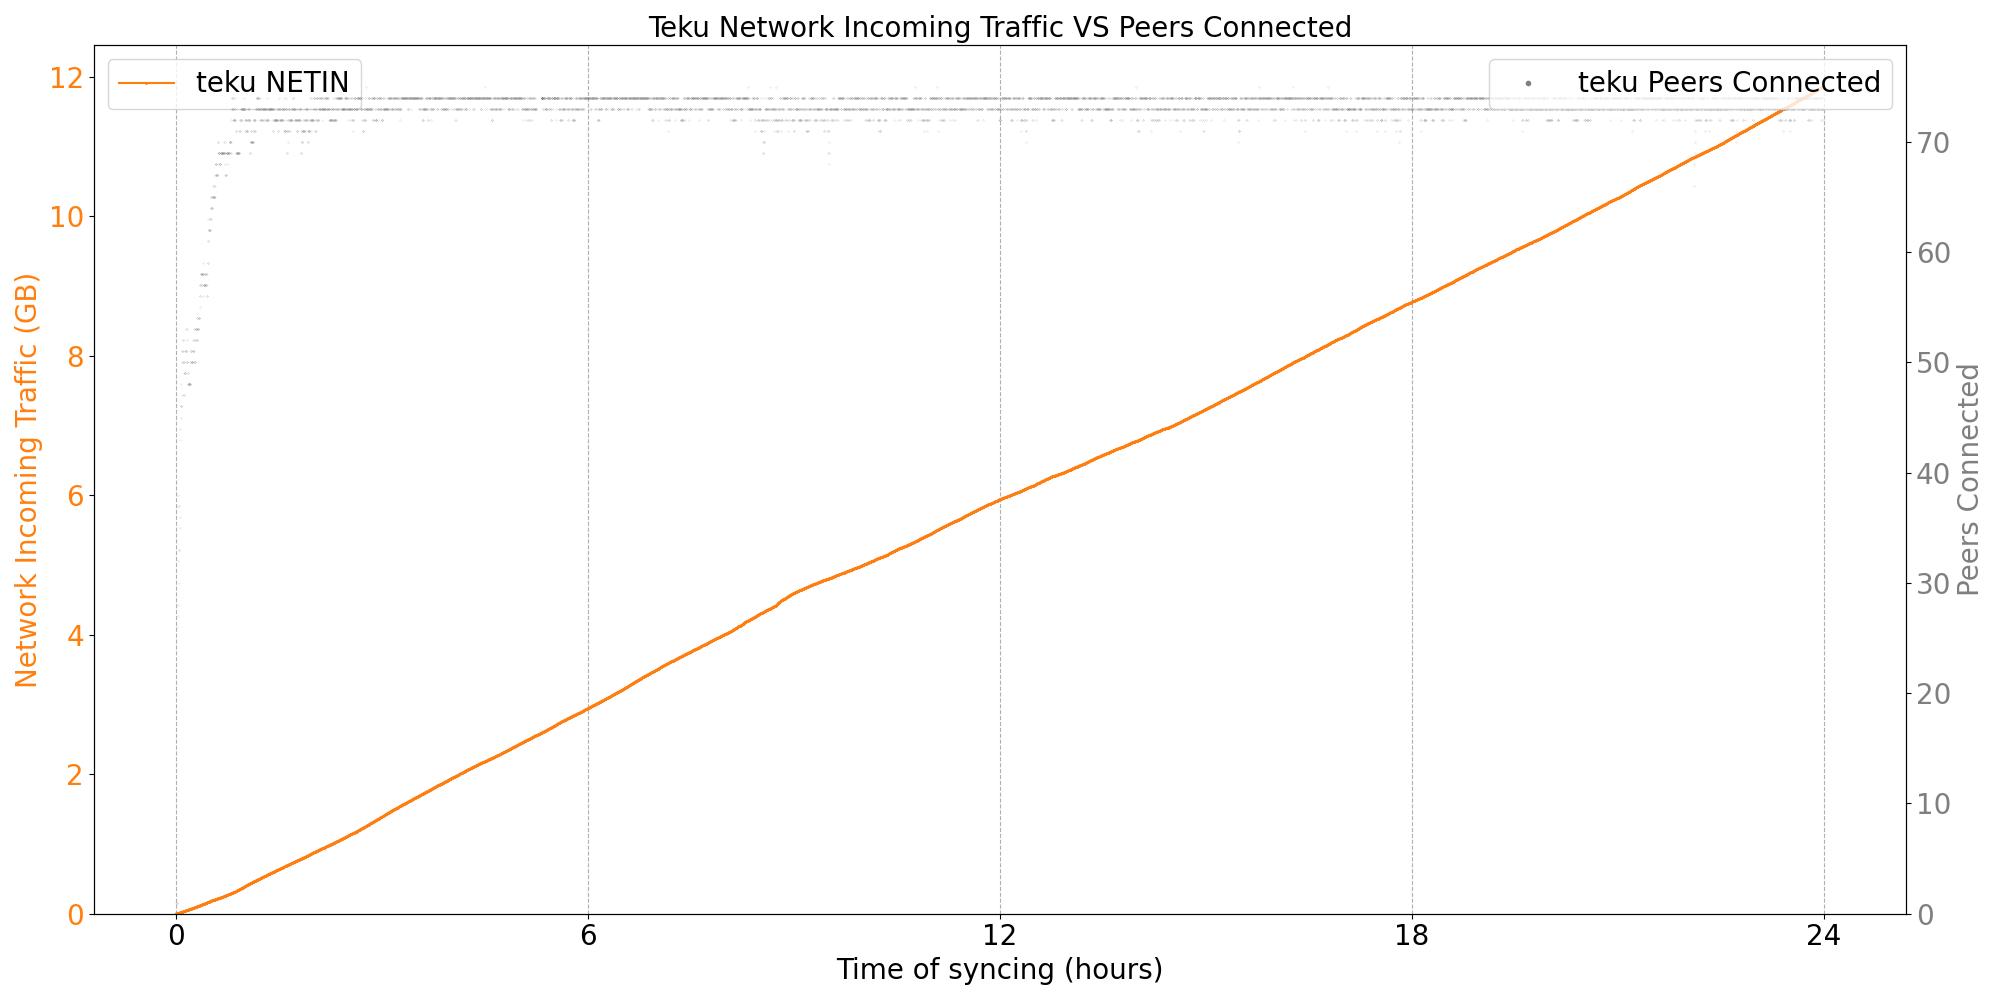 Teku Network Incoming Traffic VS Peers Connected
teku NETIN
teku Peers Connected
12
10
8
6
4
2
0
Network Incoming Traffic (GB)
70
60
50
40
30
20
10
0
Peers Connected
0 6 12 18 24
Time of syncing (hours)